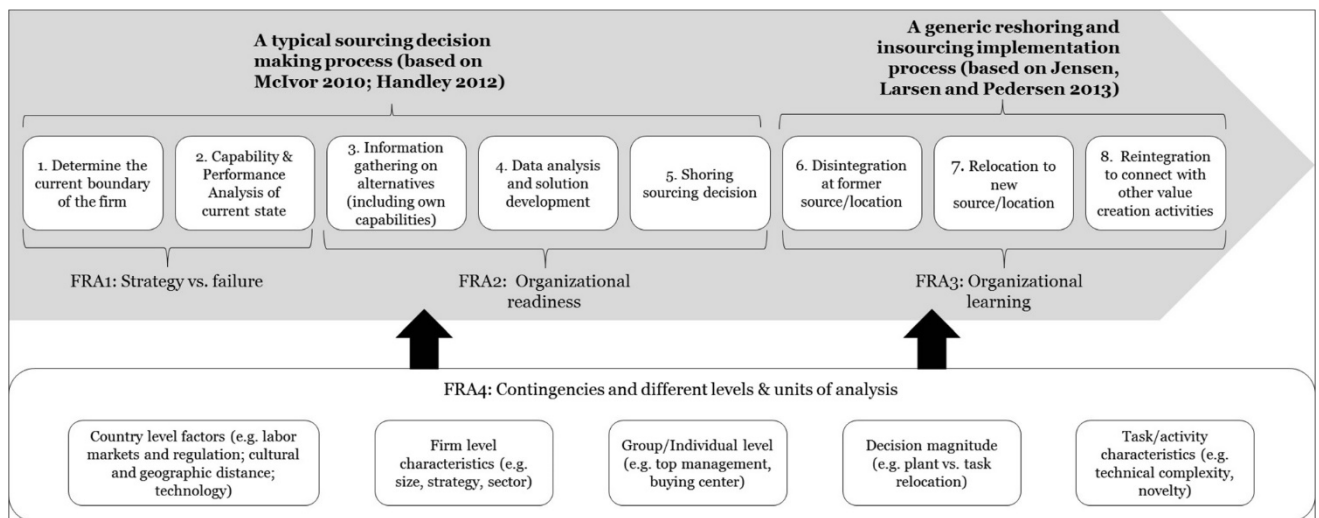 A typical sourcing decision
making process (based on
McIvor 2010; Handley 2012)
A generic reshoring and
insourcing implementation
process (based on Jensen,
Larsen and Pedersen 2013)
1. Determine the
current boundary
of the firm
2. Capability &
Performance
Analysis of
current state
3. Information
gathering on
alternatives
(including own
capabilities)
4. Data analysis
and solution
development
5. Shoring
sourcing decision
6. Disintegration
at former
source/location
7. Relocation to
new
source/location
8. Reintegration
to connect with
other value
creation activities
FRA1: Strategy vs. failure
FRA2: Organizational
readiness
FRA3: Organizational
learning
FRA4: Contingencies and different levels & units of analysis
Country level factors (e.g. labor
markets and regulation; cultural
and geographic distance;
technology)
Firm level
characteristics (e.g.
size, strategy, sector)
Group/Individual level
(e.g. top management,
buying center)
Decision magnitude
(e.g. plant vs. task
relocation)
Task/activity
characteristics (e.g.
technical complexity,
novelty)